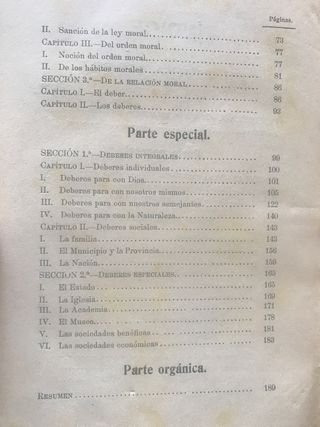 Páginas.
II. Sanción de la ley moral 73
CAPÍTULO III.—Del orden moral 77
I. Noción del orden moral 77
II. De los hábitos morales 81
SECCIÓN 3.ª—DE LA RELACIÓN MORAL 86
CAPÍTULO I.—El deber 86
CAPÍTULO II.—Los deberes 92
Parte especial.
SECCIÓN 1.ª—DEBERES INTEGRALES 99
CAPÍTULO I.—Deberes individuales 100
I. Deberes para con Dios 101
II. Deberes para con nosotros mismos 105
III. Deberes para con nuestros semejantes 122
IV. Deberes para con la Naturaleza 140
CAPÍTULO II.—Deberes sociales 143
I. La familia 143
II. El Municipio y la Provincia 156
III. La Nación 159
SECCIÓN 2.ª—DEBERES ESPECIALES 165
I. El Estado 165
II. La Iglesia 169
III. La Academia 171
IV. El Museo 178
V. Las sociedades benéficas 181
VI. Las sociedades económicas 183
Parte orgánica.
RESUMEN 189